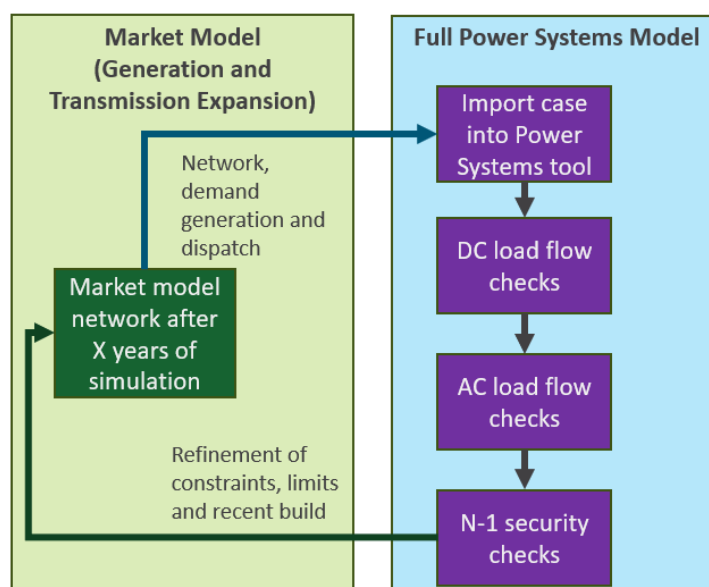 Market Model
(Generation and
Transmission Expansion)
Network,
demand
generation and
dispatch
Market model
network after
X years of
simulation
Refinement of
constraints, limits
and recent build
Full Power Systems Model
Import case
into Power
Systems tool
DC load flow
checks
AC load flow
checks
N-1 security
checks